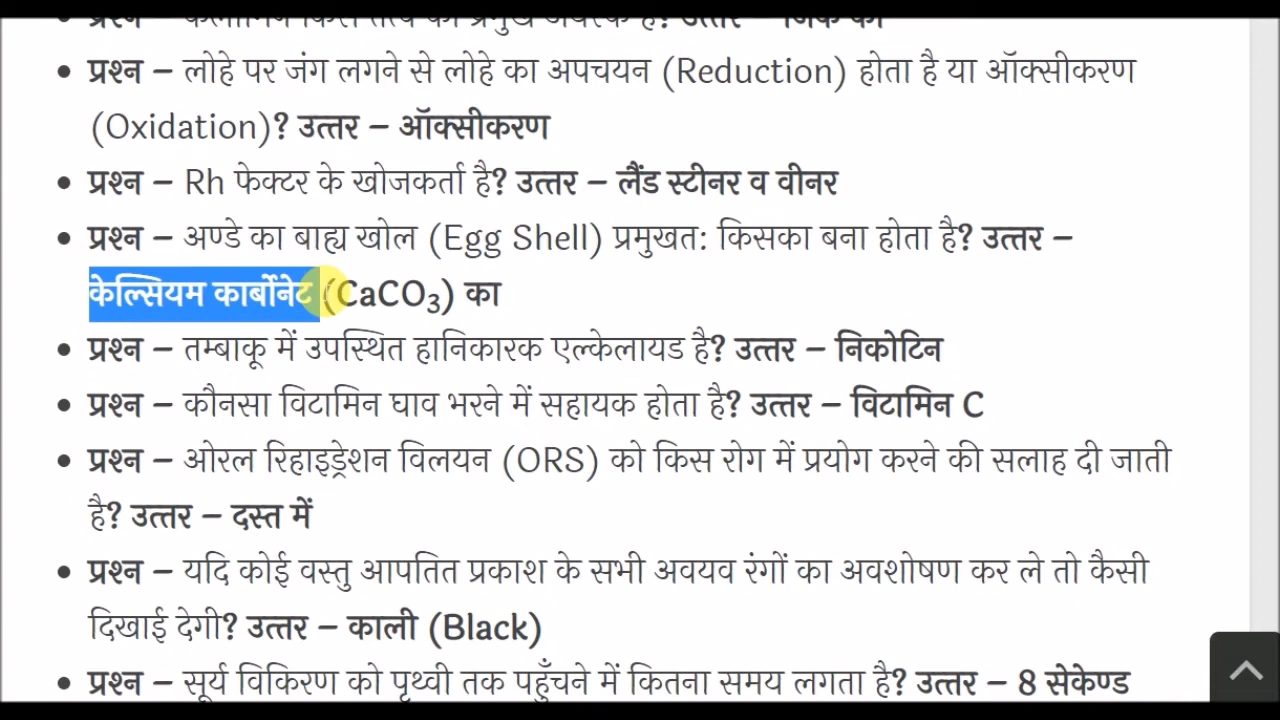 प्रश्न – लोहे पर जंग लगने से लोहे का अपचयन (Reduction) होता है या ऑक्सीकरण
(Oxidation)? उत्तर – ऑक्सीकरण
प्रश्न – Rh फेक्टर के खोजकर्ता है? उत्तर – लैंड स्टीनर व वीनर
प्रश्न – अण्डे का बाह्य खोल (Egg Shell) प्रमुखत: किसका बना होता है? उत्तर –
केल्सियम कार्बोनेट (CaCO₃) का
प्रश्न – तम्बाकू में उपस्थित हानिकारक एल्केलायड है? उत्तर – निकोटिन
प्रश्न – कौनसा विटामिन घाव भरने में सहायक होता है? उत्तर – विटामिन C
प्रश्न – ओरल रिहाइड्रेशन विलयन (ORS) को किस रोग में प्रयोग करने की सलाह दी जाती
है? उत्तर – दस्त में
प्रश्न – यदि कोई वस्तु आपतित प्रकाश के सभी अवयव रंगों का अवशोषण कर ले तो कैसी
दिखाई देगी? उत्तर – काली (Black)
प्रश्न – सूर्य विकिरण को पृथ्वी तक पहुँचने में कितना समय लगता है? उत्तर – 8 सेकेण्ड